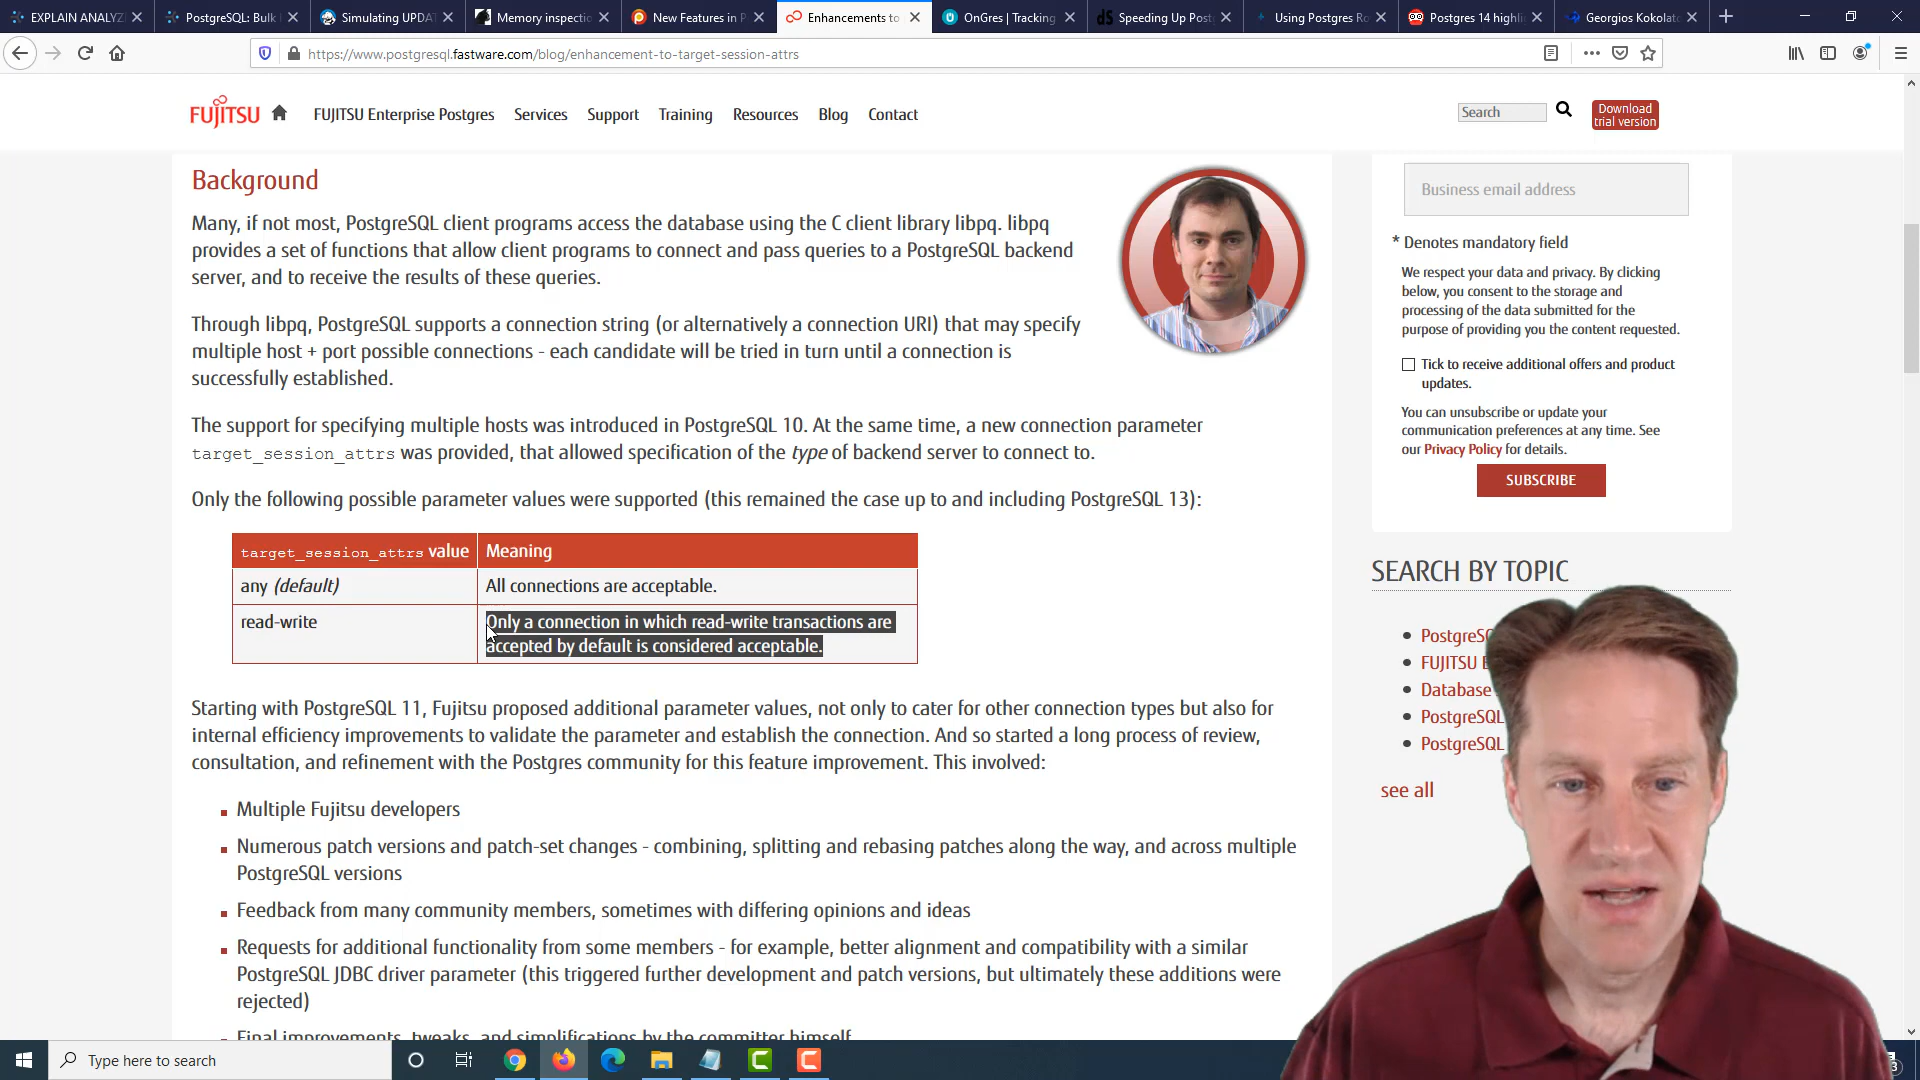 EXPLAIN ANALYZ
PostgreSQL: Bulk
Simulating UPDA
Memory inspectio
New Features in P
Enhancements to
OnGres | Tracking
Speeding Up Post
Using Postgres Ro
Postgres 14 highli
Georgios Kokolato
https://www.postgresql.fastware.com/blog/enhancement-to-target-session-attrs
FUJITSU
FUJITSU Enterprise Postgres
Services
Support
Training
Resources
Blog
Contact
Search
Download
trial version
Background
Many, if not most, PostgreSQL client programs access the database using the C client library libpq. libpq
provides a set of functions that allow client programs to connect and pass queries to a PostgreSQL backend
server, and to receive the results of these queries.
Through libpq, PostgreSQL supports a connection string (or alternatively a connection URI) that may specify
multiple host + port possible connections - each candidate will be tried in turn until a connection is
successfully established.
The support for specifying multiple hosts was introduced in PostgreSQL 10. At the same time, a new connection parameter
target_session_attrs was provided, that allowed specification of the type of backend server to connect to.
Only the following possible parameter values were supported (this remained the case up to and including PostgreSQL 13):
target_session_attrs value
Meaning
any (default)
All connections are acceptable.
read-write
Only a connection in which read-write transactions are
accepted by default is considered acceptable.
Starting with PostgreSQL 11, Fujitsu proposed additional parameter values, not only to cater for other connection types but also for
internal efficiency improvements to validate the parameter and establish the connection. And so started a long process of review,
consultation, and refinement with the Postgres community for this feature improvement. This involved:
Multiple Fujitsu developers
Numerous patch versions and patch-set changes - combining, splitting and rebasing patches along the way, and across multiple
PostgreSQL versions
Feedback from many community members, sometimes with differing opinions and ideas
Requests for additional functionality from some members - for example, better alignment and compatibility with a similar
PostgreSQL JDBC driver parameter (this triggered further development and patch versions, but ultimately these additions were
rejected)
Final improvements, tweaks, and simplifications by the committer himself
Business email address
* Denotes mandatory field
We respect your data and privacy. By clicking
below, you consent to the storage and
processing of the data submitted for the
purpose of providing you the content requested.
Tick to receive additional offers and product
updates.
You can unsubscribe or update your
communication preferences at any time. See
our Privacy Policy for details.
SUBSCRIBE
SEARCH BY TOPIC
PostgreSQ
FUJITSU
Database
PostgreSQL
PostgreSQL
see all
Type here to search